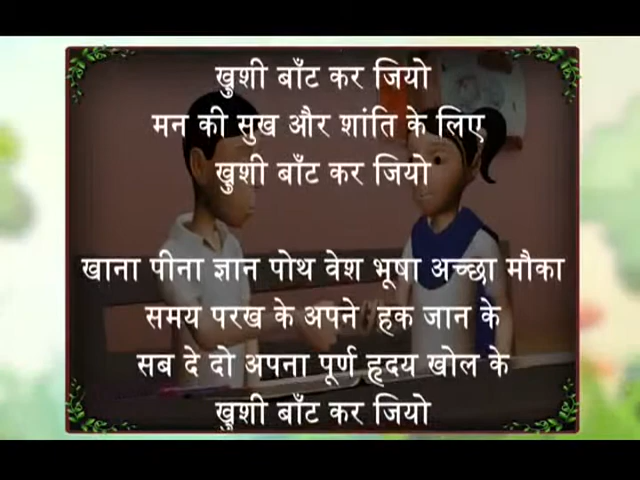 खुशी बाँट कर जियो
मन की सुख और शांति के लिए
खुशी बाँट कर जियो
खाना पीना ज्ञान पोथ वेश भूषा अच्छा मौका
समय परख के अपने हक जान के
सब दे दो अपना पूर्ण हृदय खोल के
खुशी बाँट कर जियो